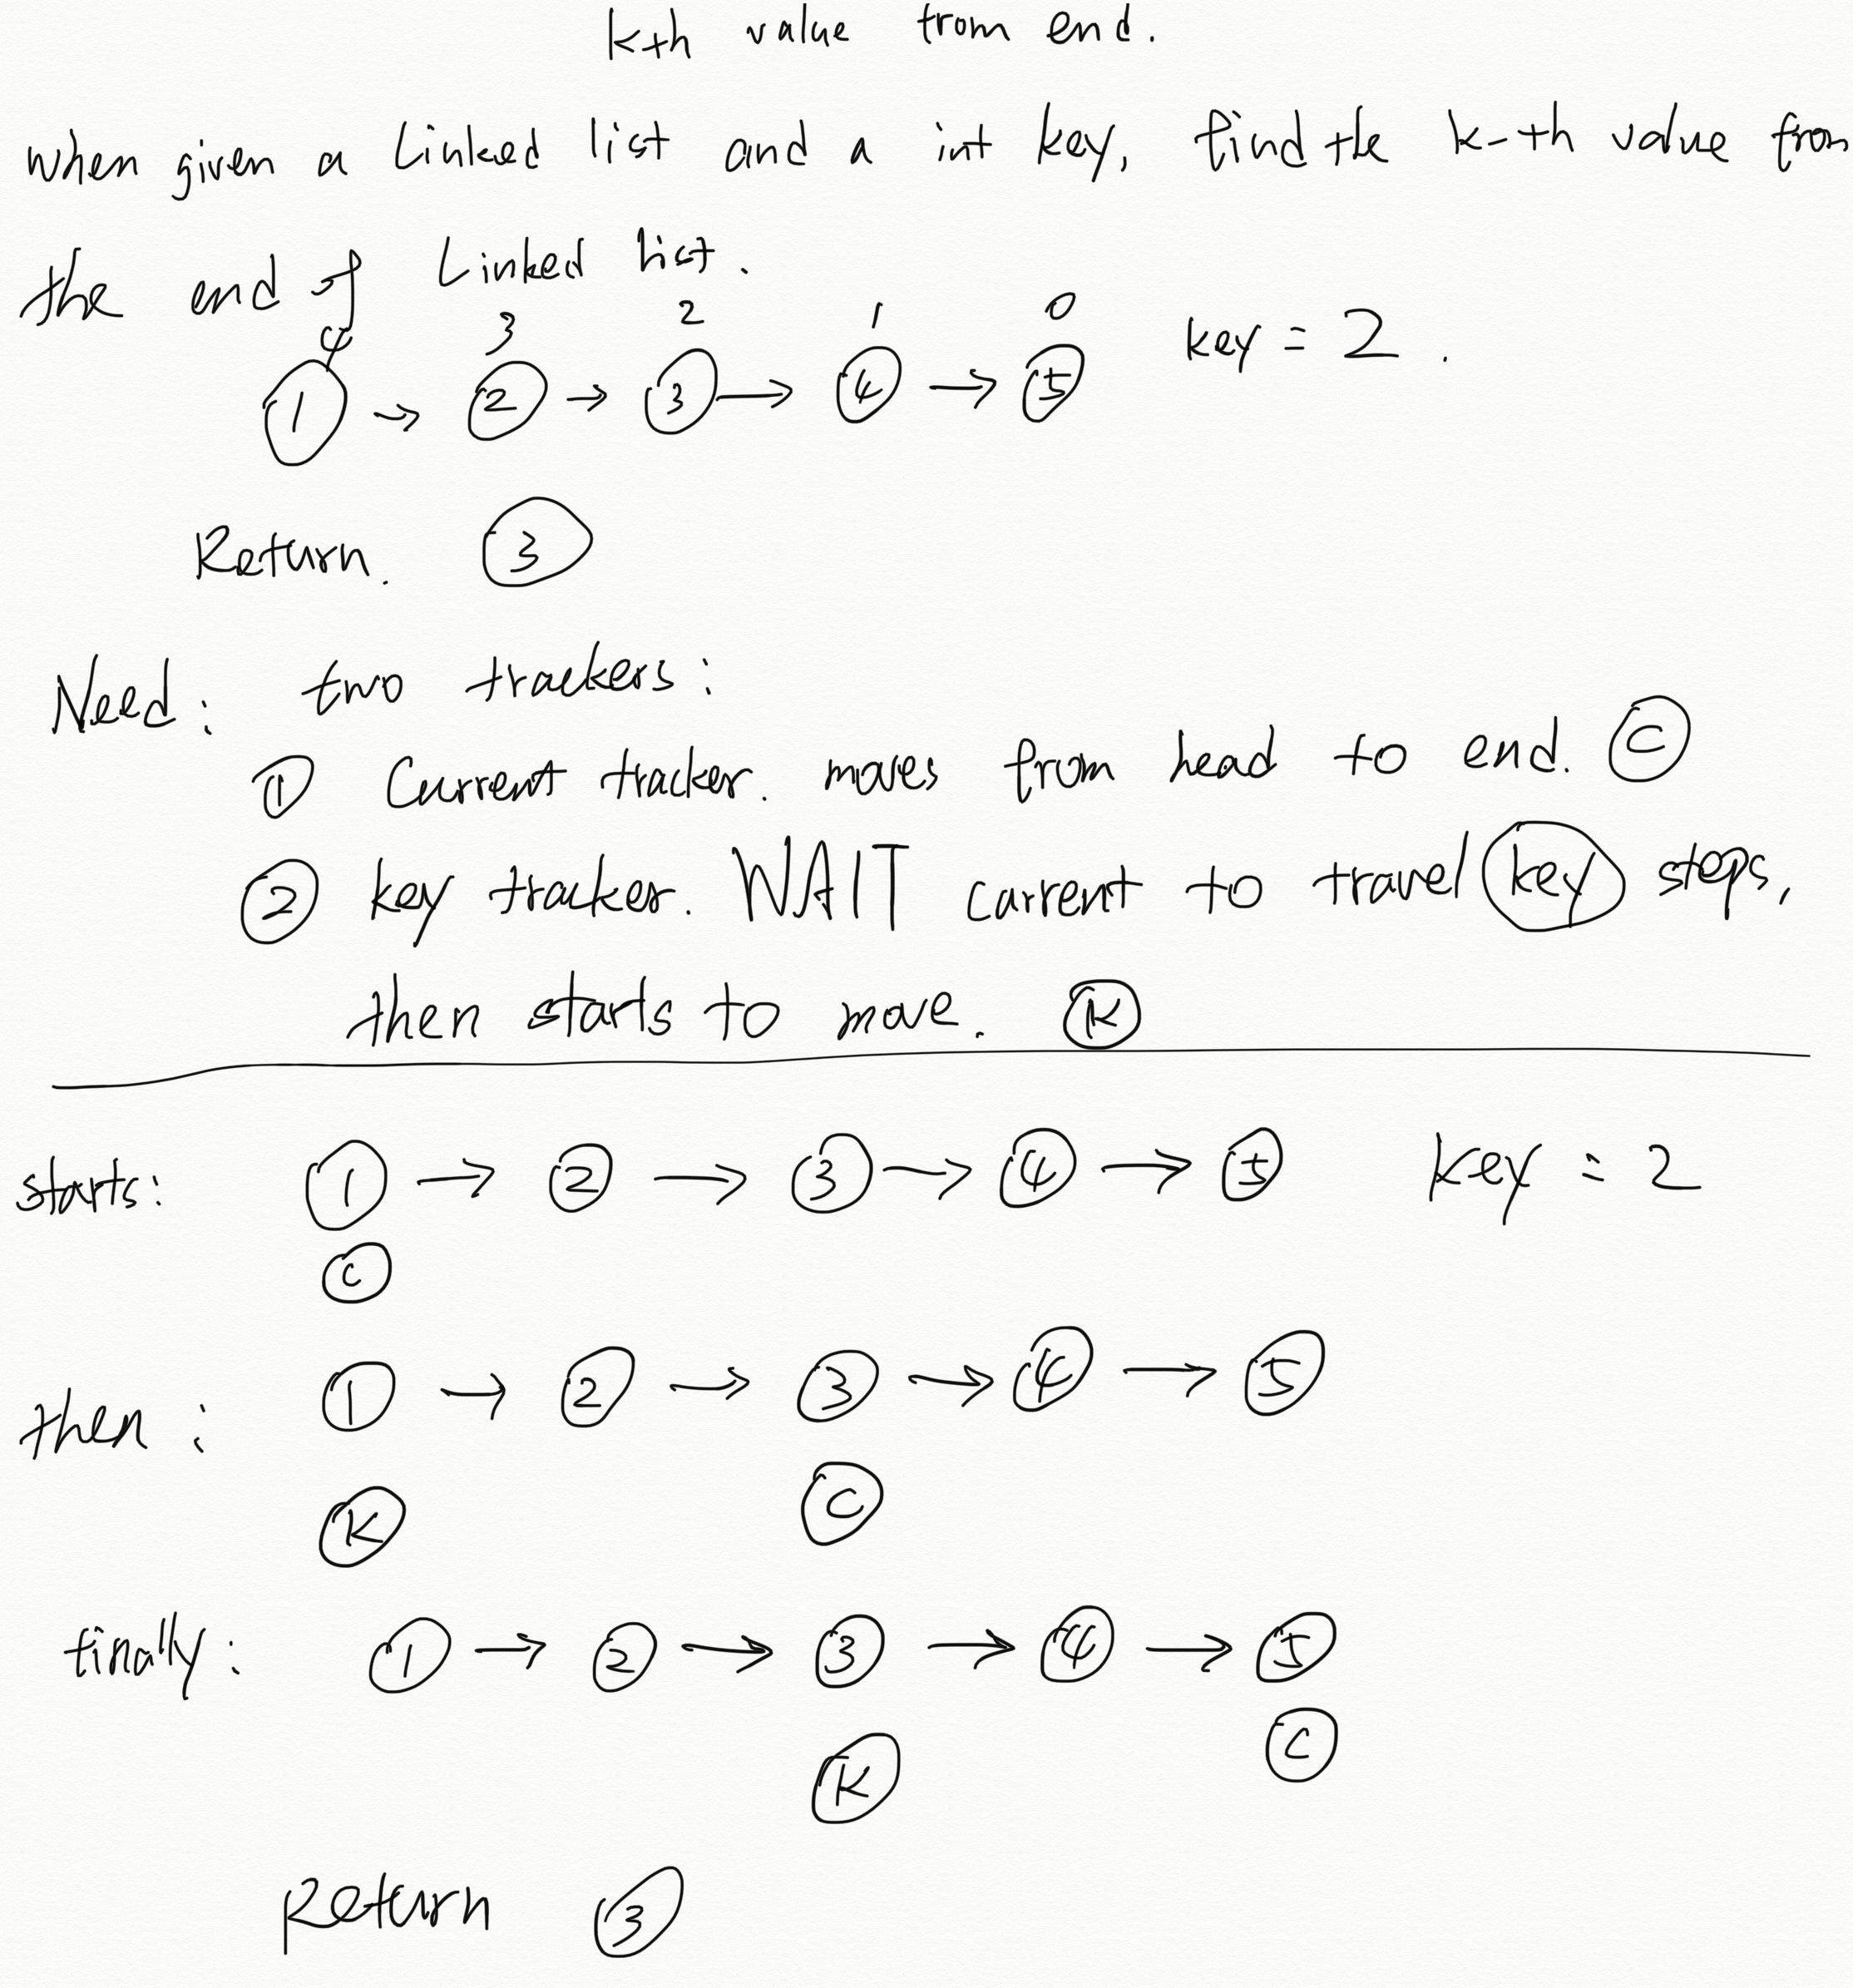 kth value from end.
when given a Linked list and a int key, find the k-th value from
the end of Linked list.
4 3 2 1 0
① → ② → ③ → ④ → ⑤ key = 2 .
Return. ③
Need: two trackers:
① Current tracker. moves from head to end. Ⓒ
② key tracker. WAIT current to travel key steps,
then starts to move. Ⓚ
starts: ① → ② → ③ → ④ → ⑤ key = 2
Ⓒ
then: ① → ② → ③ → ④ → ⑤
Ⓚ Ⓒ
finally: ① → ② → ③ → ④ → ⑤
Ⓚ Ⓒ
Return ③